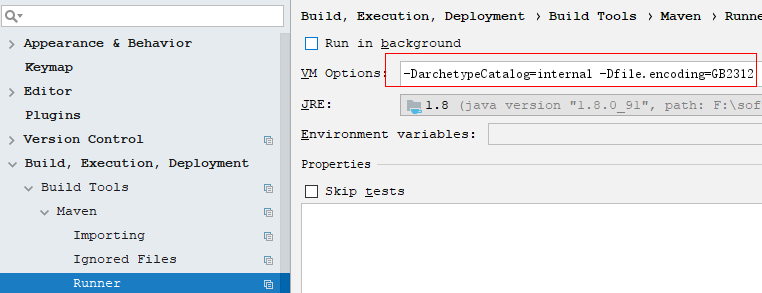 Build, Execution, Deployment › Build Tools › Maven › Runner
Appearance & Behavior
Run in background
Keymap
VM Options: -DarchetypeCatalog=internal -Dfile.encoding=GB2312
Editor
JRE: 1.8 (java version "1.8.0_91", path: F:\sof
Plugins
Environment variables:
Version Control
Build, Execution, Deployment
Properties
Build Tools
Skip tests
Maven
Importing
Ignored Files
Runner